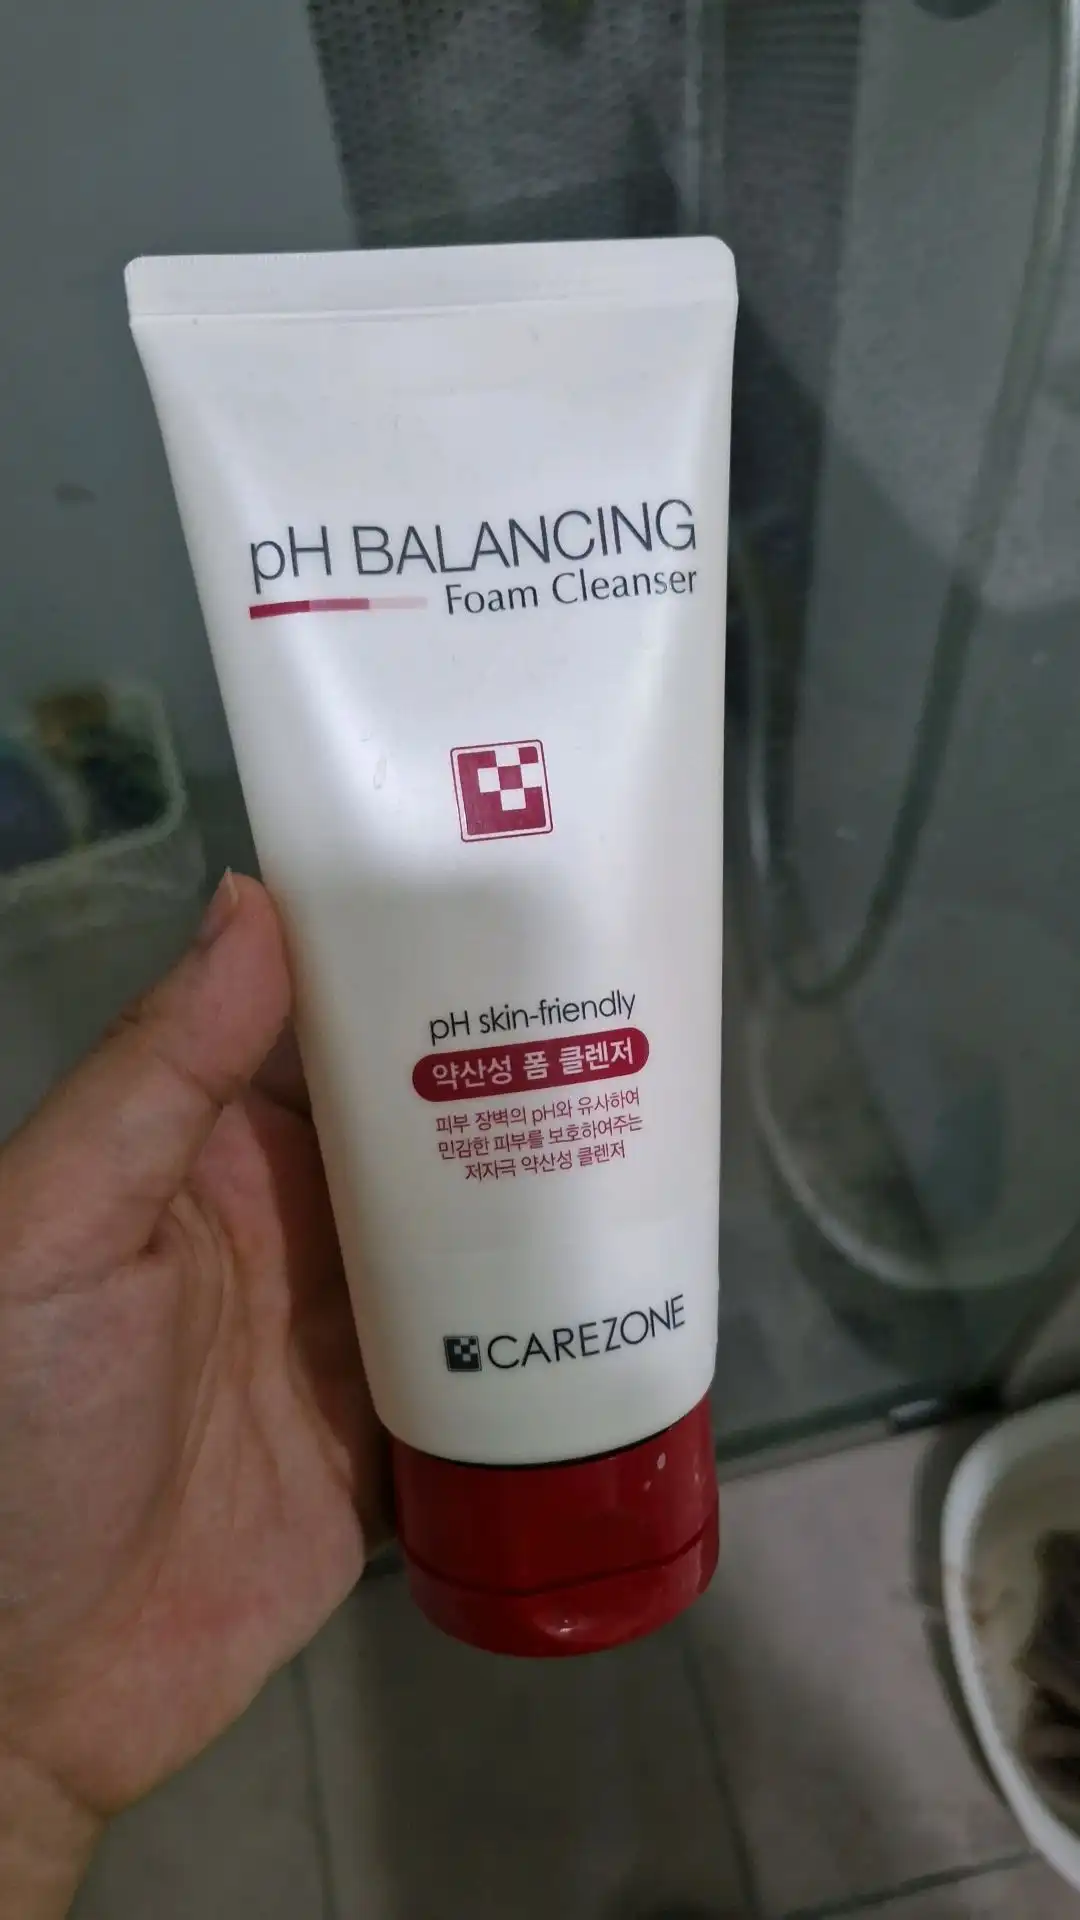 pH BALANCING
Foam Cleanser
pH skin-friendly
약산성 폼 클렌저
피부 장벽의 pH와 유사하여
민감한 피부를 보호하여주는
저자극 약산성 클렌저
CAREZONE